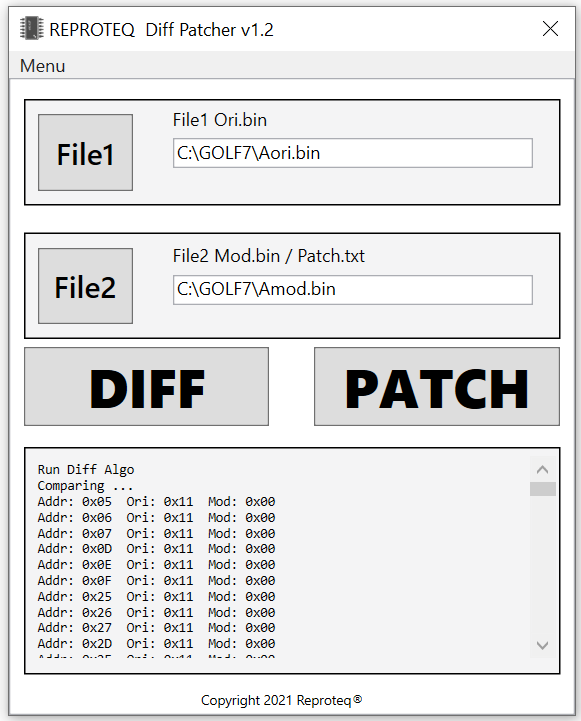 REPROTEQ Diff Patcher v1.2
Menu
File1
File1 Ori.bin
C:\GOLF7\Aori.bin
File2
File2 Mod.bin / Patch.txt
C:\GOLF7\Amod.bin
DIFF
PATCH
Run Diff Algo
Comparing ...
Addr: 0x05 Ori: 0x11 Mod: 0x00
Addr: 0x06 Ori: 0x11 Mod: 0x00
Addr: 0x07 Ori: 0x11 Mod: 0x00
Addr: 0x0D Ori: 0x11 Mod: 0x00
Addr: 0x0E Ori: 0x11 Mod: 0x00
Addr: 0x0F Ori: 0x11 Mod: 0x00
Addr: 0x25 Ori: 0x11 Mod: 0x00
Addr: 0x26 Ori: 0x11 Mod: 0x00
Addr: 0x27 Ori: 0x11 Mod: 0x00
Addr: 0x2D Ori: 0x11 Mod: 0x00
Copyright 2021 Reproteq®